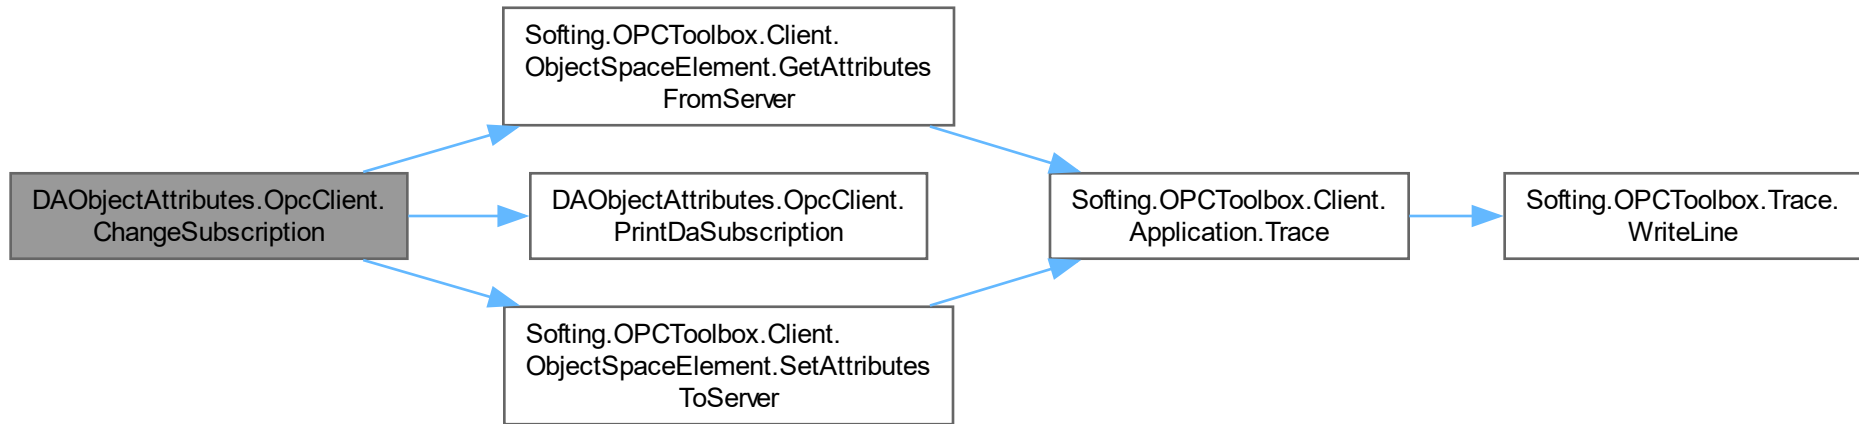 Softing.OPCToolbox.Client.
ObjectSpaceElement.GetAttributes
FromServer
DAObjectAttributes.OpcClient.
ChangeSubscription
DAObjectAttributes.OpcClient.
PrintDaSubscription
Softing.OPCToolbox.Client.
Application.Trace
Softing.OPCToolbox.Trace.
WriteLine
Softing.OPCToolbox.Client.
ObjectSpaceElement.SetAttributes
ToServer